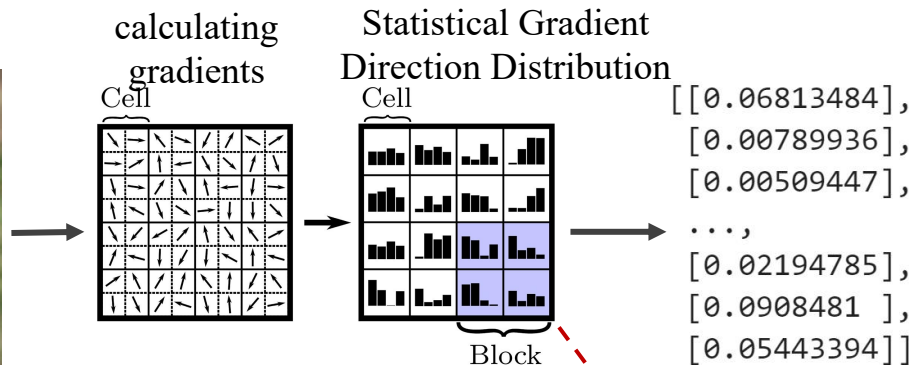 calculating
gradients
Cell
Statistical Gradient
Direction Distribution
Cell
Block
[[0.06813484],
[0.00789936],
[0.00509447],
...,
[0.02194785],
[0.0908481 ],
[0.05443394]]